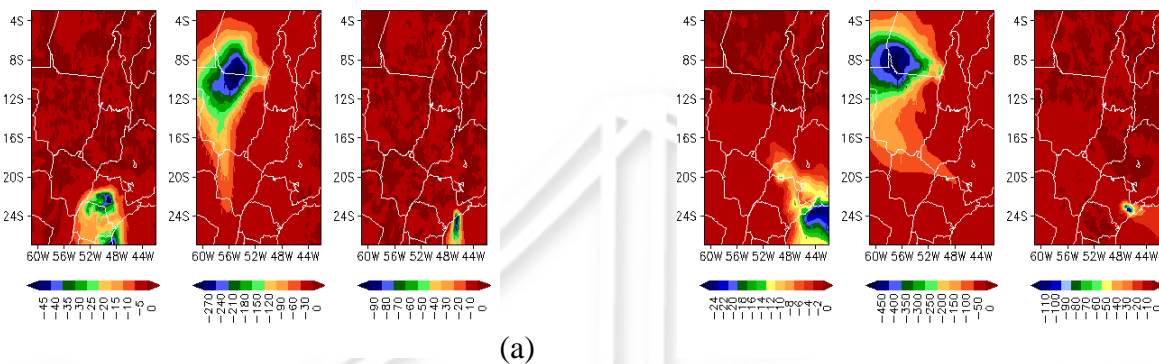 4S 4S 4S 4S 4S 4S
8S 8S 8S 8S 8S 8S
12S 12S 12S 12S 12S 12S
16S 16S 16S 16S 16S 16S
20S 20S 20S 20S 20S 20S
24S 24S 24S 24S 24S 24S
60W 56W 52W 48W 44W 60W 56W 52W 48W 44W 60W 56W 52W 48W 44W 60W 56W 52W 48W 44W 60W 56W 52W 48W 44W 60W 56W 52W 48W 44W
−45 −40 −35 −30 −25 −20 −15 −10 −5 0
−270 −240 −210 −180 −150 −120 −90 −60 −30 0
−90 −80 −70 −60 −50 −40 −30 −20 −10 0
−24 −22 −20 −18 −16 −14 −12 −10 −8 −6 −4 −2 0
−450 −400 −350 −300 −250 −200 −150 −100 −50 0
−110 −100 −90 −80 −70 −60 −50 −40 −30 −20 −10 0
(a)